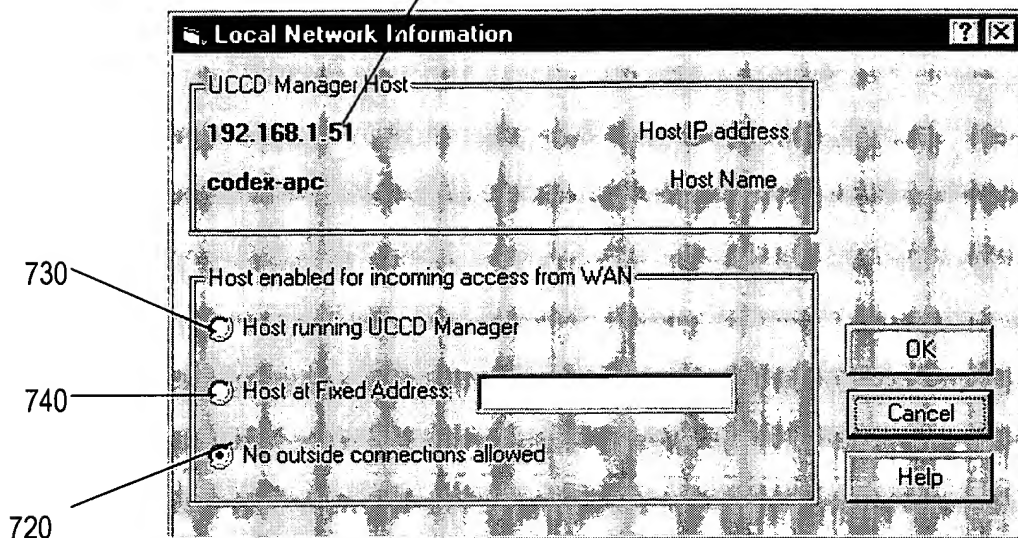 Local Network Information
UCCD Manager Host
192.168.1.51 Host IP address
codex-apc Host Name
Host enabled for incoming access from WAN
730
Host running UCCD Manager
OK
740
Host at Fixed Address:
Cancel
No outside connections allowed
Help
720